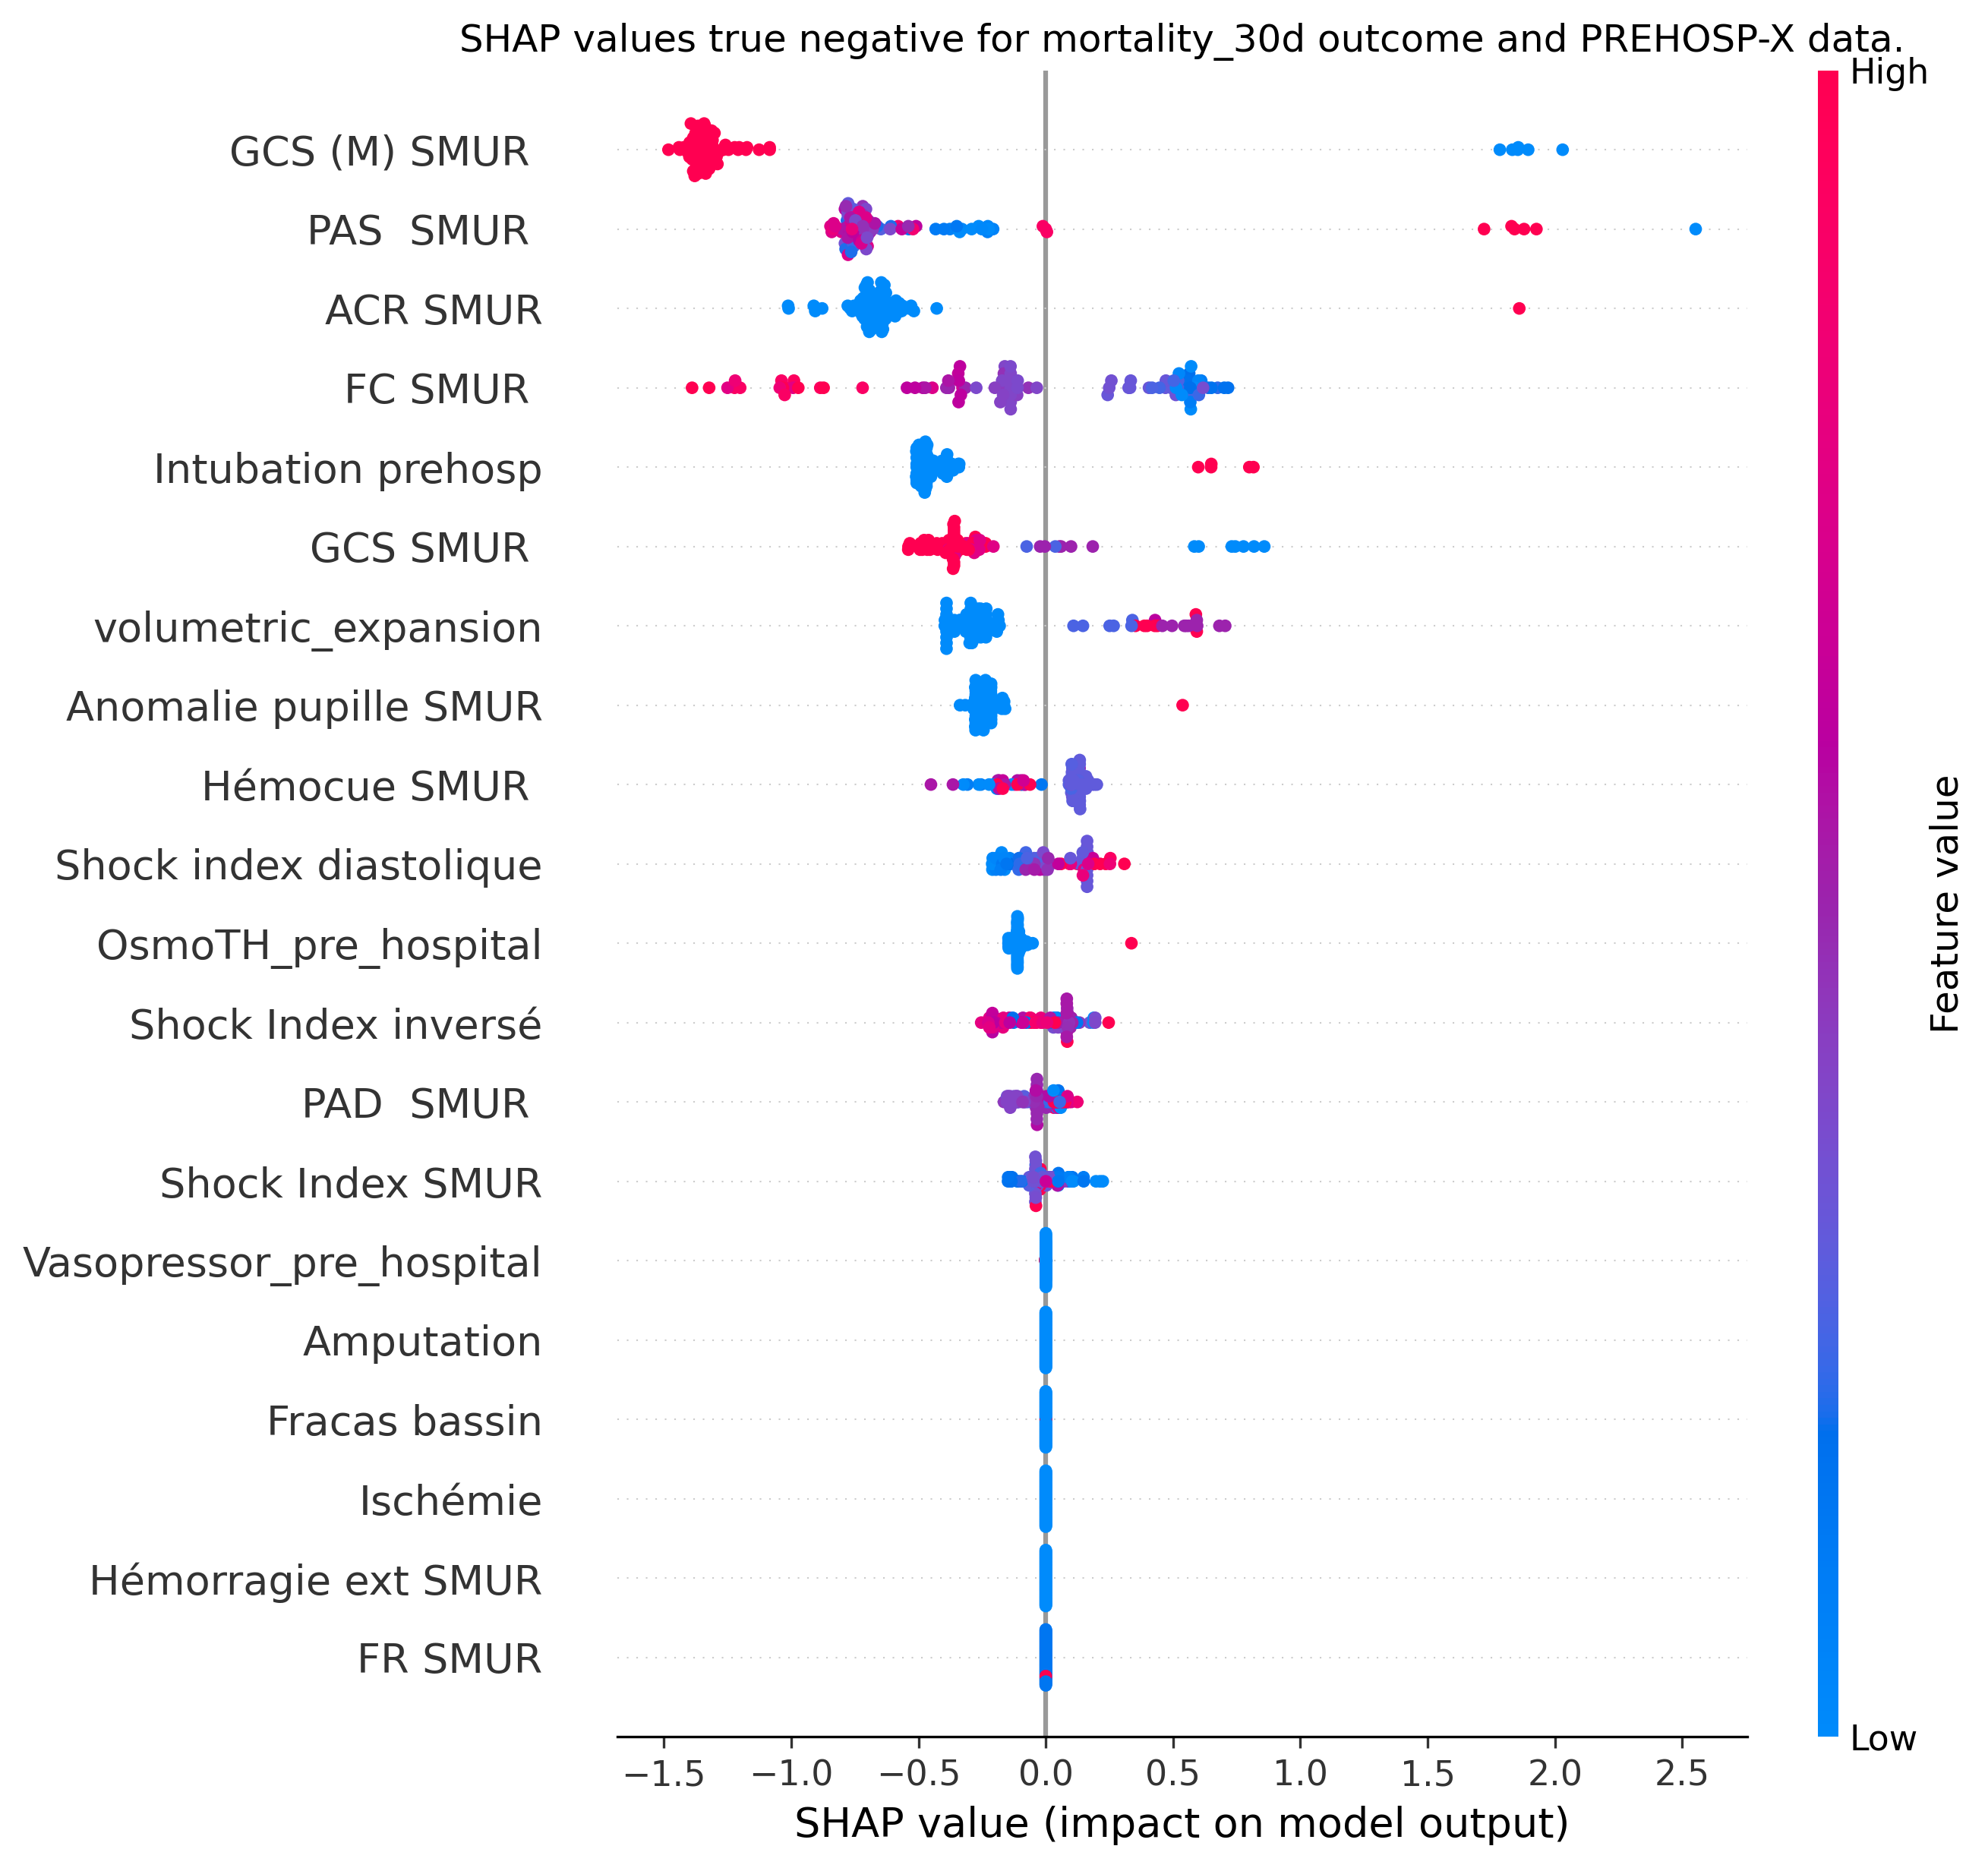 SHAP values true negative for mortality_30d outcome and PREHOSP-X data.
High
GCS (M) SMUR
PAS  SMUR
ACR SMUR
FC SMUR
Intubation prehosp
GCS SMUR
volumetric_expansion
Anomalie pupille SMUR
Hémocue SMUR
Shock index diastolique
OsmoTH_pre_hospital
Shock Index inversé
PAD  SMUR
Shock Index SMUR
Vasopressor_pre_hospital
Amputation
Fracas bassin
Ischémie
Hémorragie ext SMUR
FR SMUR
Feature value
Low
−1.5 −1.0 −0.5 0.0 0.5 1.0 1.5 2.0 2.5
SHAP value (impact on model output)